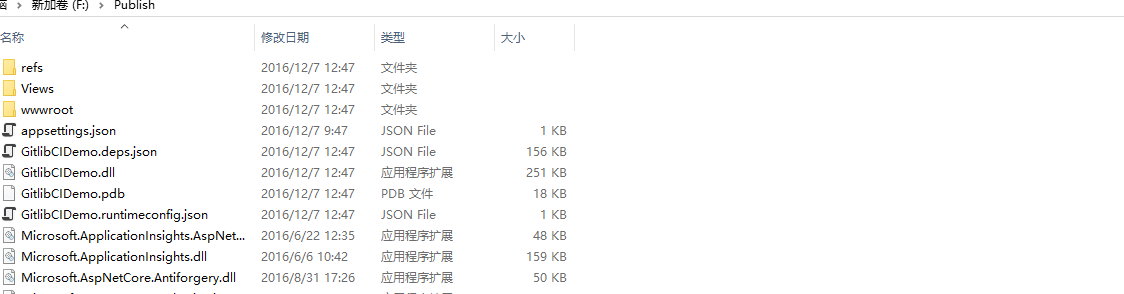 新加卷 (F:) › Publish
名称 修改日期 类型 大小
refs 2016/12/7 12:47 文件夹
Views 2016/12/7 12:47 文件夹
wwwroot 2016/12/7 12:47 文件夹
appsettings.json 2016/12/7 9:47 JSON File 1 KB
GitlibCIDemo.deps.json 2016/12/7 12:47 JSON File 156 KB
GitlibCIDemo.dll 2016/12/7 12:47 应用程序扩展 251 KB
GitlibCIDemo.pdb 2016/12/7 12:47 PDB 文件 18 KB
GitlibCIDemo.runtimeconfig.json 2016/12/7 12:47 JSON File 1 KB
Microsoft.ApplicationInsights.AspNet... 2016/6/22 12:35 应用程序扩展 48 KB
Microsoft.ApplicationInsights.dll 2016/6/6 10:42 应用程序扩展 159 KB
Microsoft.AspNetCore.Antiforgery.dll 2016/8/31 17:26 应用程序扩展 50 KB